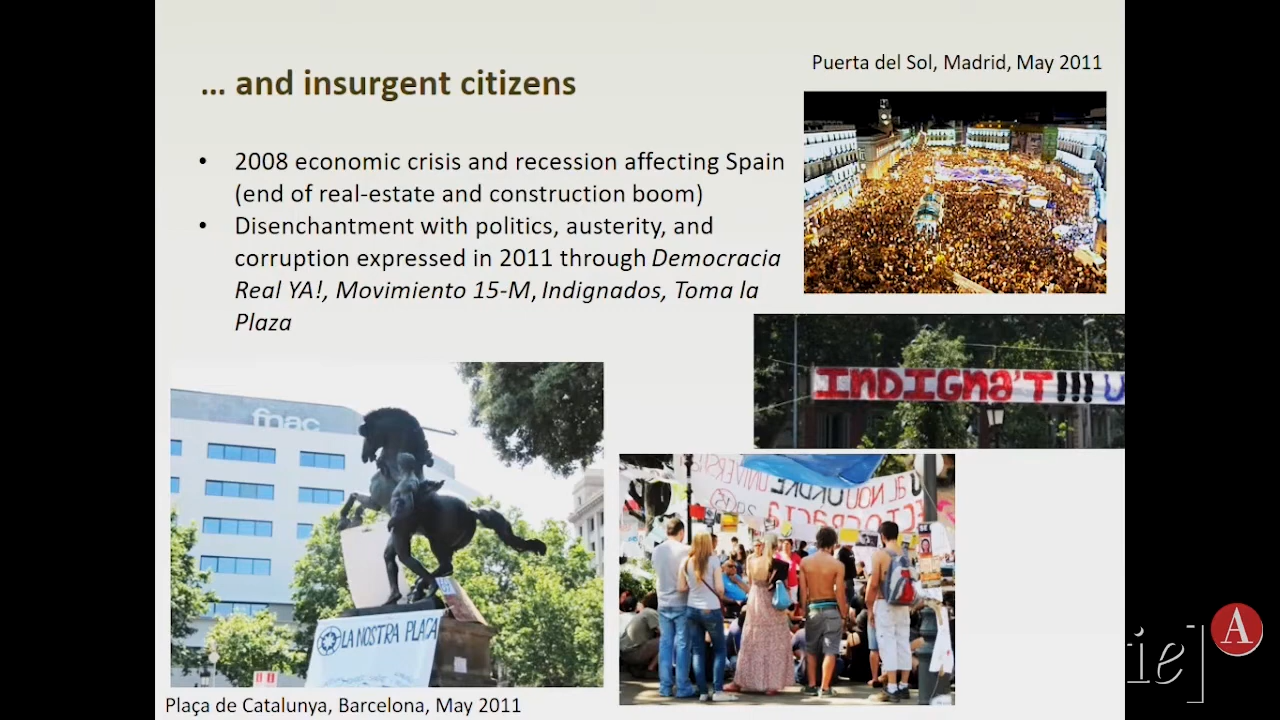 Puerta del Sol, Madrid, May 2011
... and insurgent citizens
• 2008 economic crisis and recession affecting Spain
(end of real-estate and construction boom)
• Disenchantment with politics, austerity, and
corruption expressed in 2011 through Democracia
Real YA!, Movimiento 15-M, Indignados, Toma la
Plaza
INDIGNA'T!!! U
fnac
LA NOSTRA PLAÇA
Plaça de Catalunya, Barcelona, May 2011
ie]
A